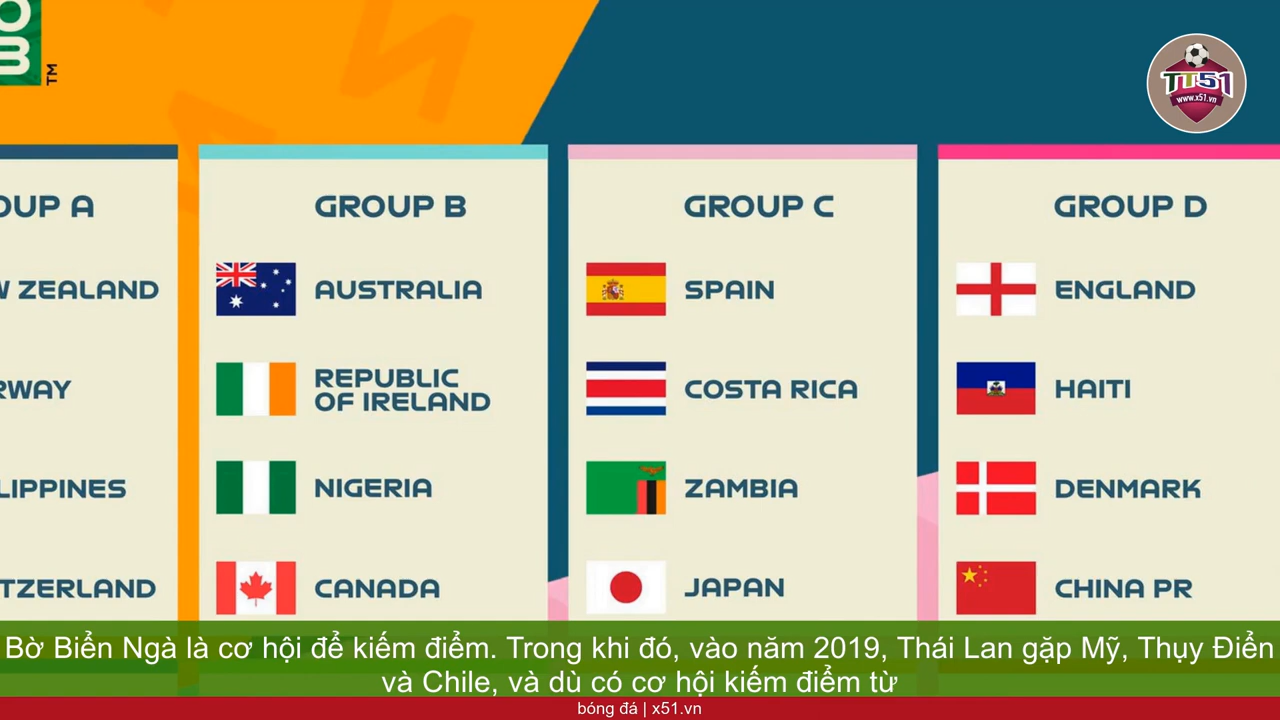 TM
TT51
www.x51.vn
GROUP B
GROUP C
GROUP D
ZEALAND
AUSTRALIA
SPAIN
ENGLAND
REPUBLIC
OF IRELAND
COSTA RICA
HAITI
NIGERIA
ZAMBIA
DENMARK
CANADA
JAPAN
CHINA PR
Bờ Biển Ngà là cơ hội để kiếm điểm. Trong khi đó, vào năm 2019, Thái Lan gặp Mỹ, Thụy Điển
và Chile, và dù có cơ hội kiếm điểm từ
bóng đá | x51.vn